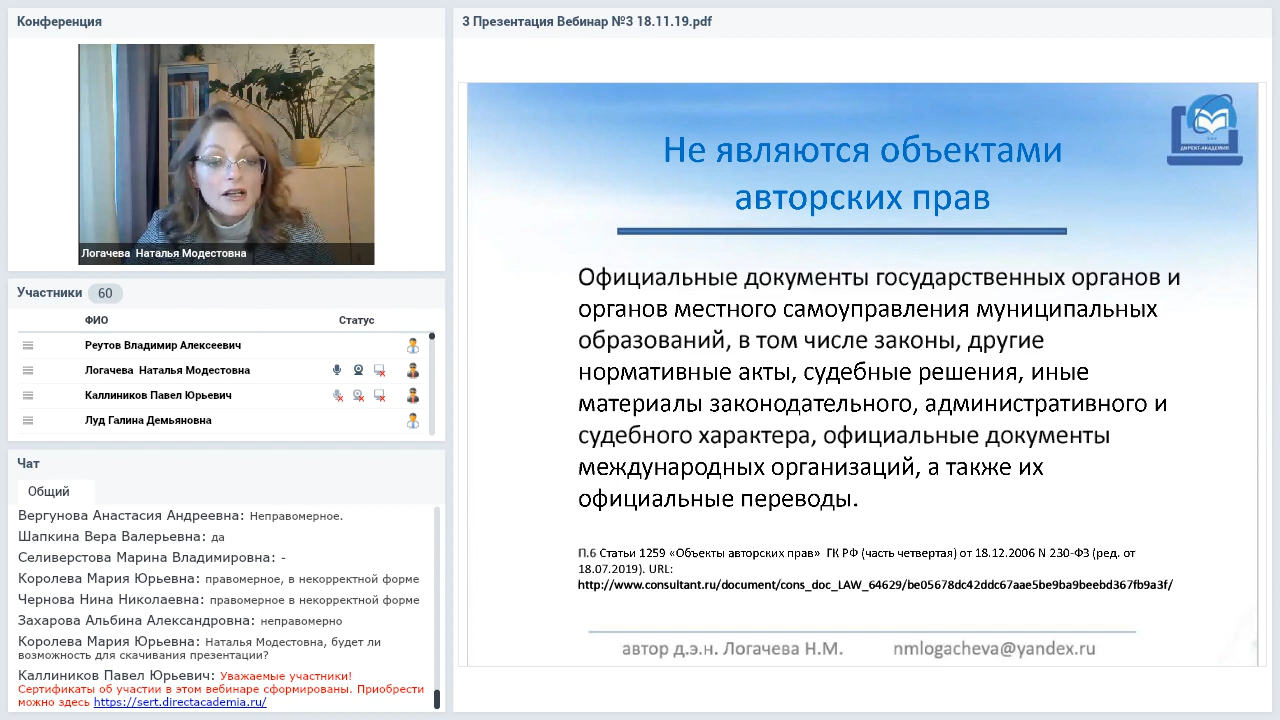 Конференция
Логачева  Наталья Модестовна
Участники 60
ФИО Статус
Реутов Владимир Алексеевич
Логачева  Наталья Модестовна
Каллиников Павел Юрьевич
Луд Галина Демьяновна
Чат
Общий
Вергунова Анастасия Андреевна: Неправомерное.
Шапкина Вера Валерьевна: да
Селиверстова Марина Владимировна: -
Королева Мария Юрьевна: правомерное, в некорректной форме
Чернова Нина Николаевна: правомерное в некорректной форме
Захарова Альбина Александровна: неправомерно
Королева Мария Юрьевна: Наталья Модестовна, будет ли
возможность для скачивания презентации?
Каллиников Павел Юрьевич: Уважаемые участники!
Сертификаты об участии в этом вебинаре сформированы. Приобрести
можно здесь https://sert.directacademia.ru/
3 Презентация Вебинар №3 18.11.19.pdf
ДИРЕКТ-АКАДЕМИЯ
Не являются объектами
авторских прав
Официальные документы государственных органов и
органов местного самоуправления муниципальных
образований, в том числе законы, другие
нормативные акты, судебные решения, иные
материалы законодательного, административного и
судебного характера, официальные документы
международных организаций, а также их
официальные переводы.
П.6 Статьи 1259 «Объекты авторских прав»  ГК РФ (часть четвертая) от 18.12.2006 N 230-ФЗ (ред. от
18.07.2019). URL:
http://www.consultant.ru/document/cons_doc_LAW_64629/be05678dc42ddc67aae5be9ba9beebd367fb9a3f/
автор д.э.н. Логачева Н.М. nmlogacheva@yandex.ru